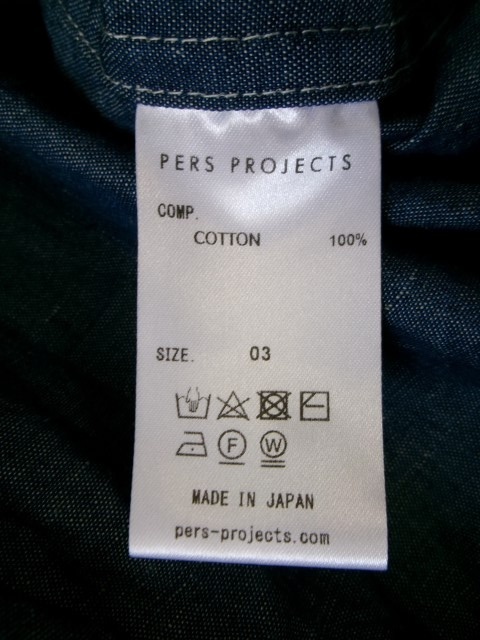 PERS PROJECTS
COMP.
COTTON 100%
SIZE. 03
F W
MADE IN JAPAN
pers-projects.com